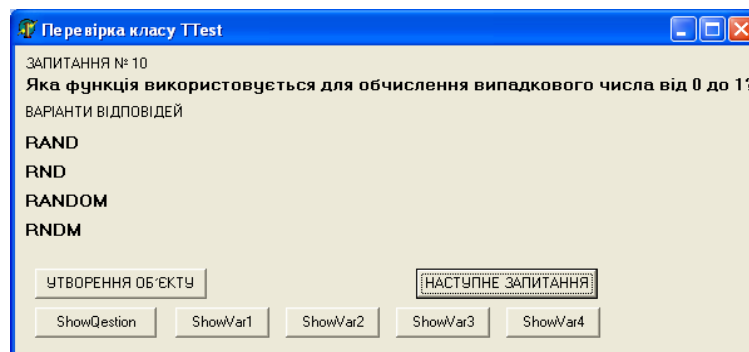 Перевірка класу TTest
ЗАПИТАННЯ № 10
Яка функція використовується для обчислення випадкового числа від 0 до 1?
ВАРІАНТИ ВІДПОВІДЕЙ
RAND
RND
RANDOM
RNDM
УТВОРЕННЯ ОБ'ЄКТУ НАСТУПНЕ ЗАПИТАННЯ
ShowQestion ShowVar1 ShowVar2 ShowVar3 ShowVar4